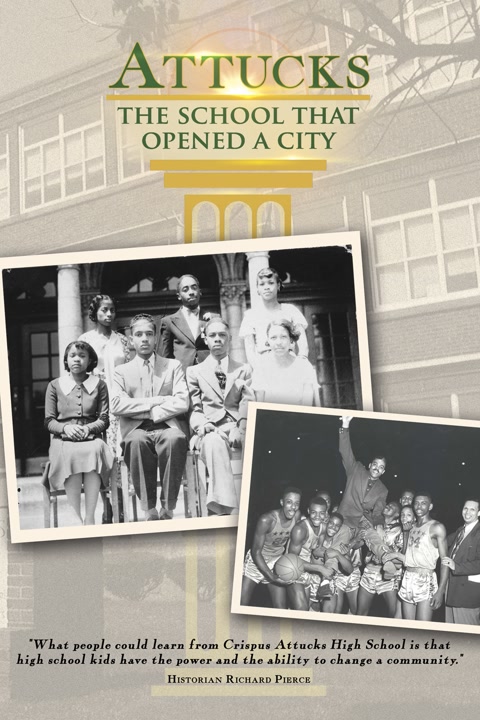 ATTUCKS
THE SCHOOL THAT
OPENED A CITY
"What people could learn from Crispus Attucks High School is that
high school kids have the power and the ability to change a community."
HISTORIAN RICHARD PIERCE